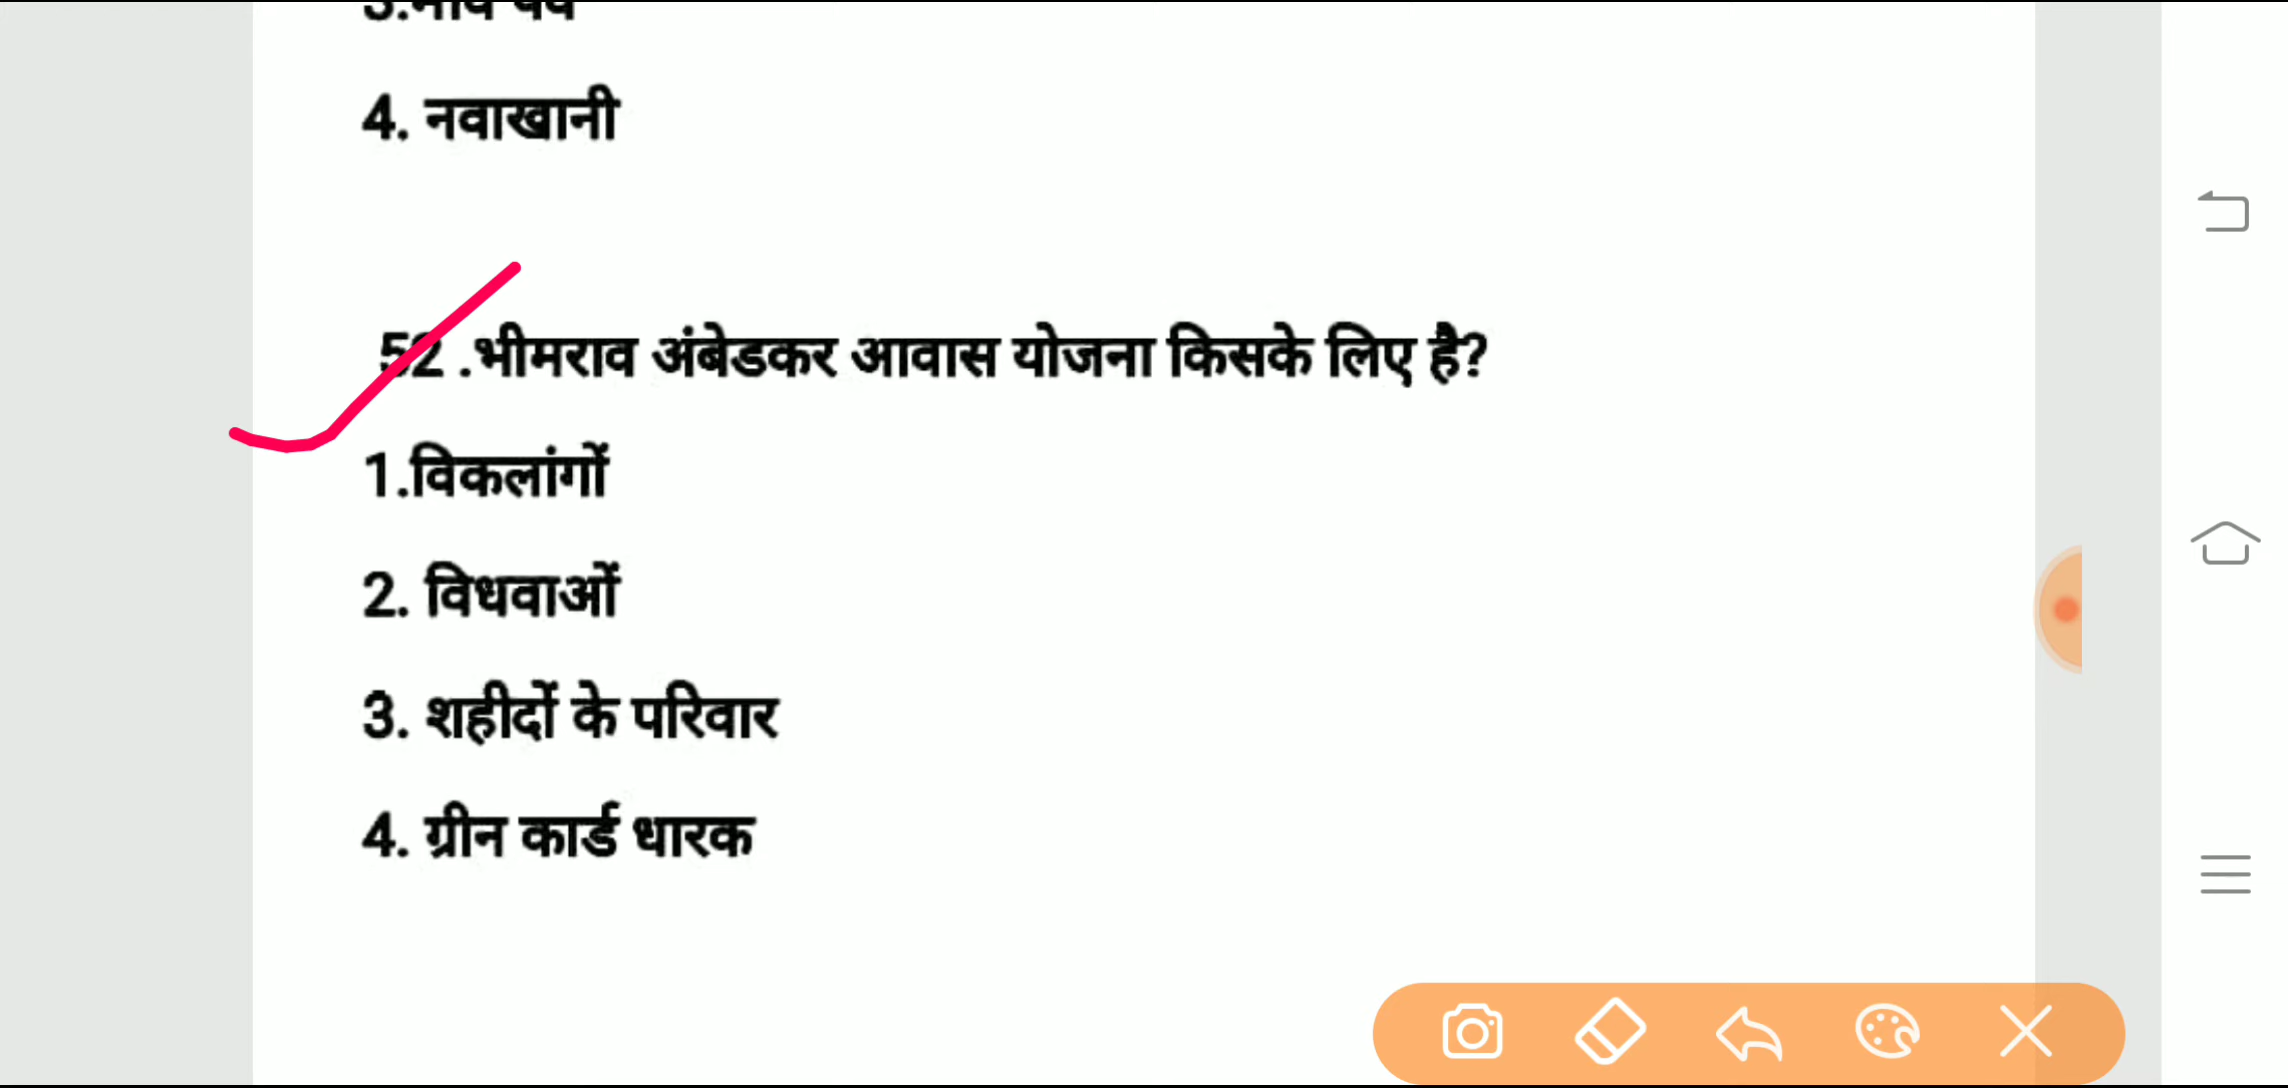 4. नवाखानी
52 .भीमराव अंबेडकर आवास योजना किसके लिए है?
1.विकलांगों
2. विधवाओं
3. शहीदों के परिवार
4. ग्रीन कार्ड धारक